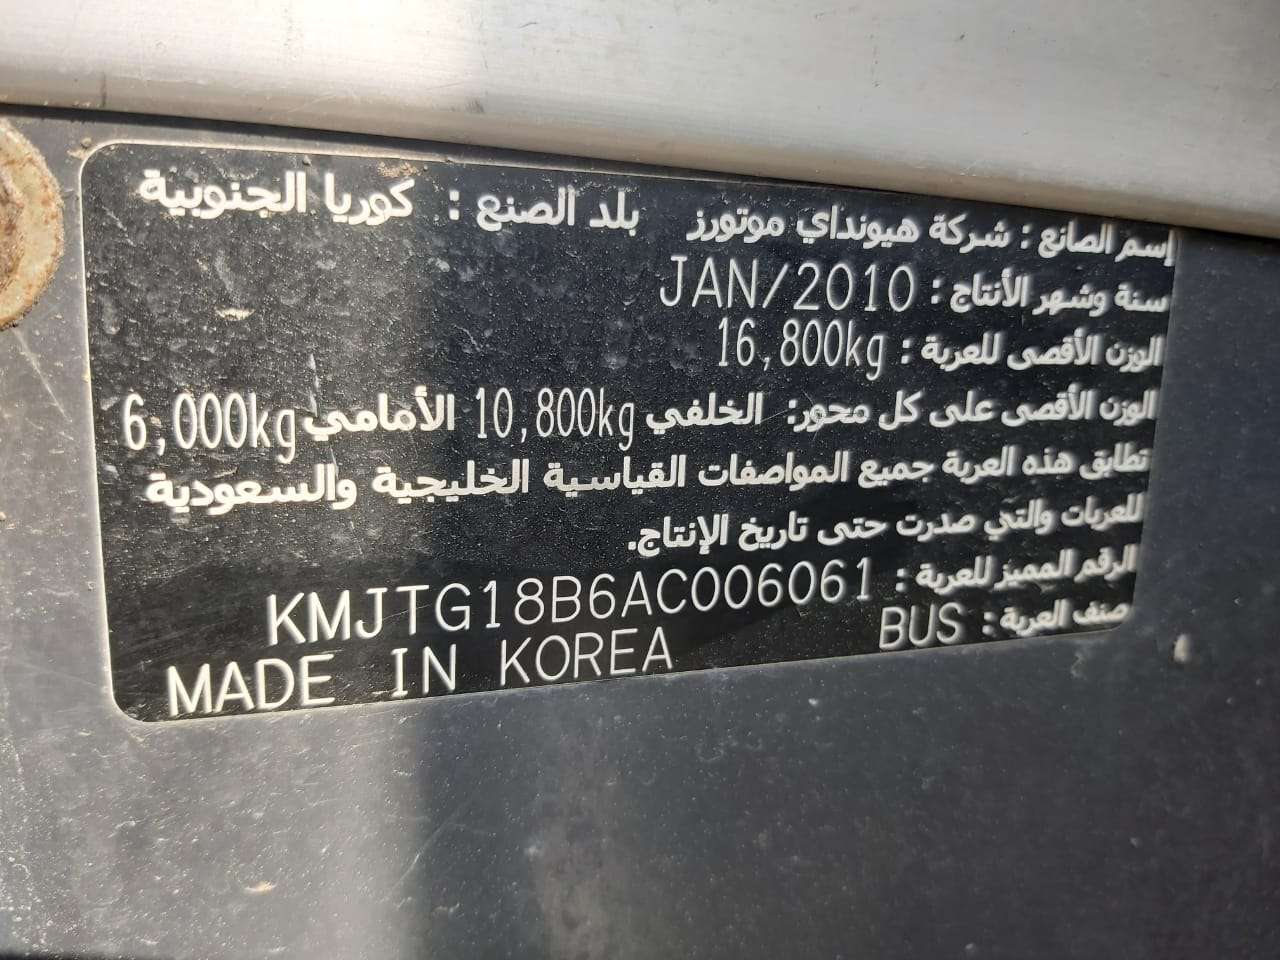 إسم الصانع : شركة هيونداي موتورز بلد الصنع : كوريا الجنوبية
سنة وشهر الأنتاج : JAN/2010
الوزن الأقصى للعربة : 16,800kg
الوزن الأقصى على كل محور: الخلفي 10,800kg الأمامي 6,000kg
تطابق هذه العربة جميع المواصفات القياسية الخليجية والسعودية
للعربات والتي صدرت حتى تاريخ الإنتاج.
الرقم المميز للعربة : KMJTG18B6AC006061
صنف العربة : BUS
MADE IN KOREA